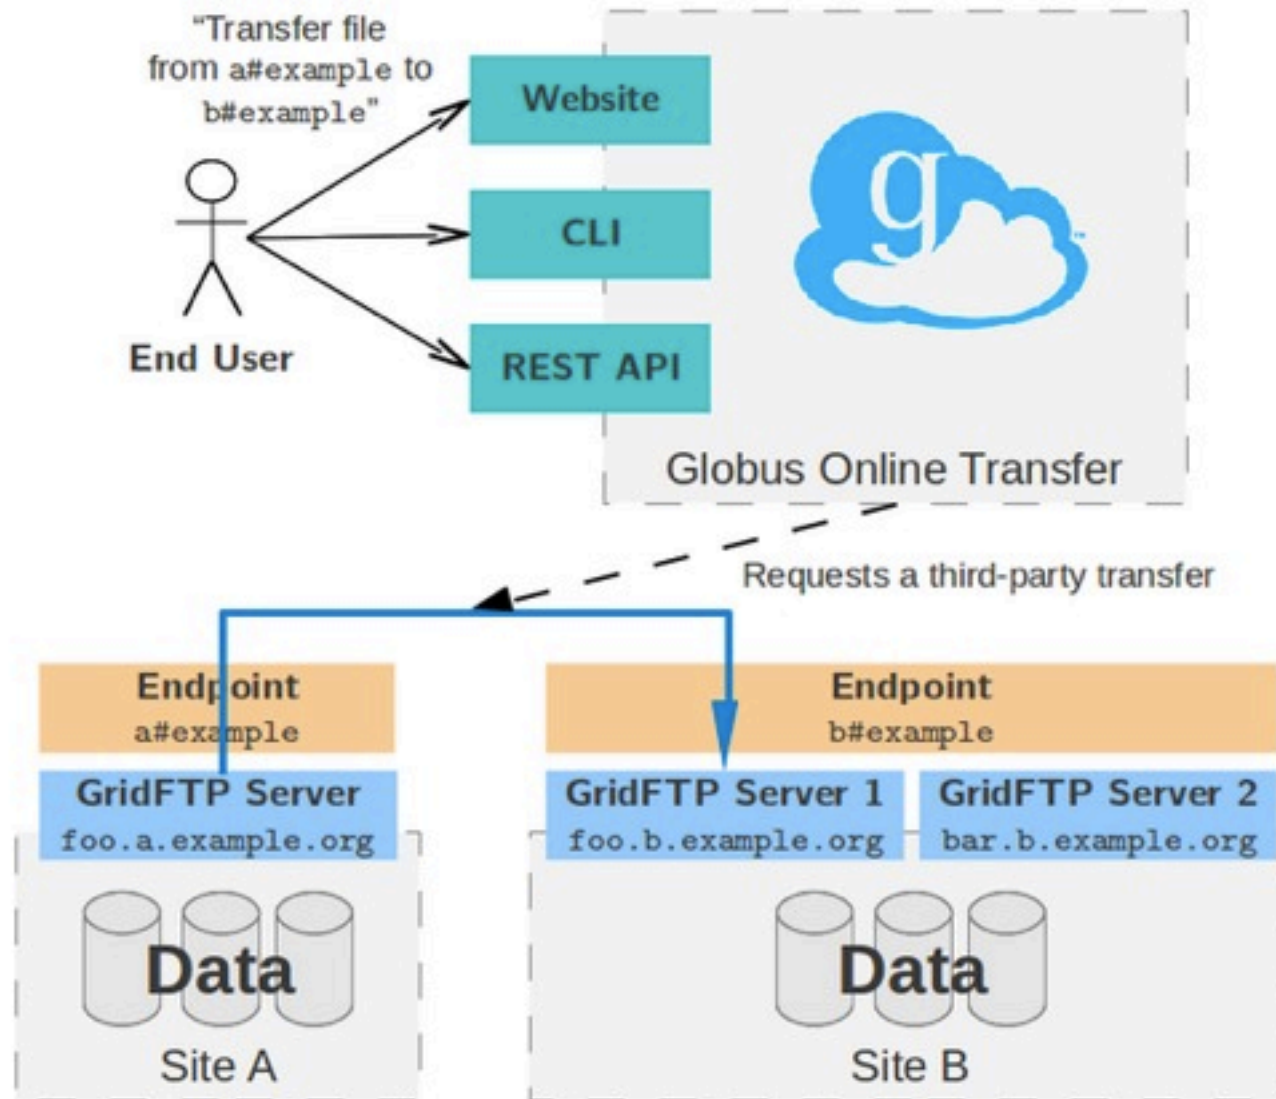 “Transfer file
from a#example to
b#example”
Website
CLI
REST API
End User
g
™
Globus Online Transfer
Requests a third-party transfer
Endpoint
a#example
GridFTP Server
foo.a.example.org
Data
Site A
Endpoint
b#example
GridFTP Server 1
foo.b.example.org
GridFTP Server 2
bar.b.example.org
Data
Site B